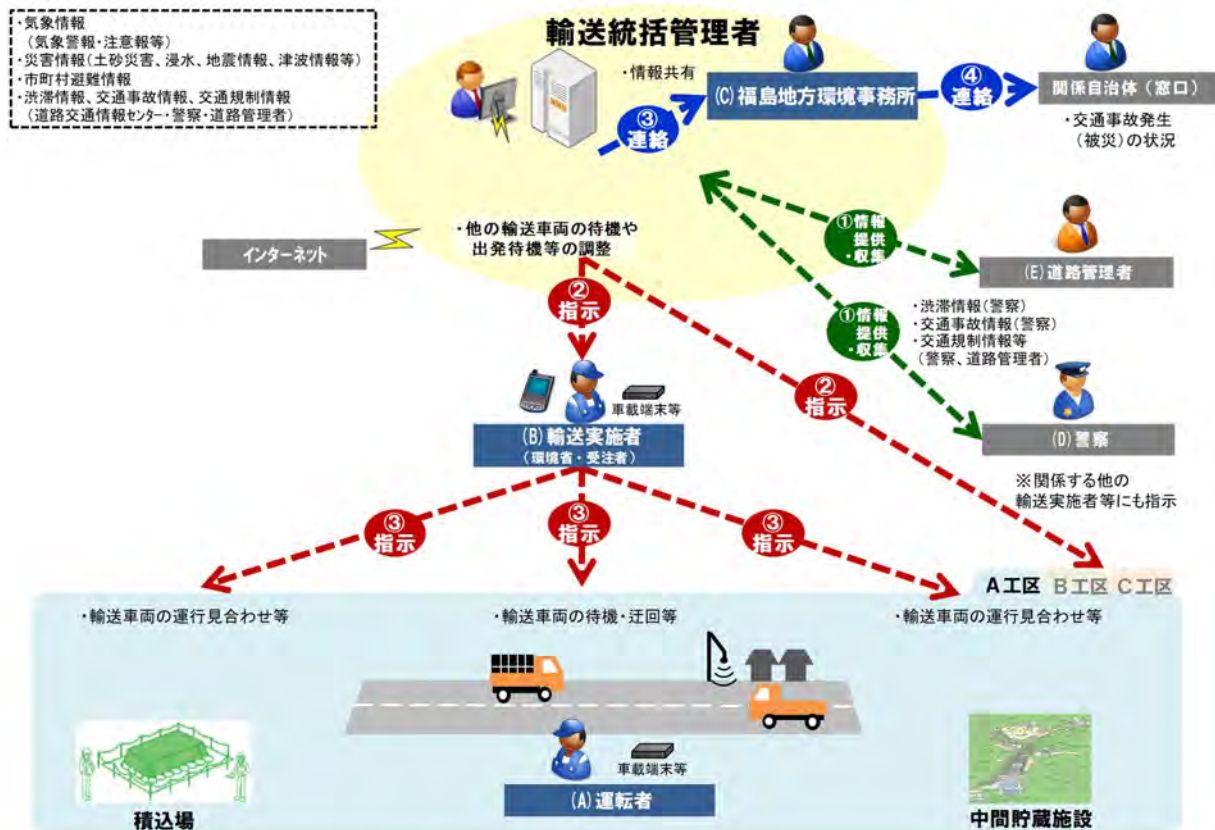 ・気象情報
（気象警報・注意報等）
・災害情報（土砂災害、浸水、地震情報、津波情報等）
・市町村避難情報
・渋滞情報、交通事故情報、交通規制情報
（道路交通情報センター・警察・道路管理者）
輸送統括管理者
・情報共有
③
連絡
(C) 福島地方環境事務所
④
連絡
関係自治体（窓口）
・交通事故発生
（被災）の状況
インターネット
・他の輸送車両の待機や
出発待機等の調整
①情報
提供
・収集
(E) 道路管理者
①情報
提供
・収集
・渋滞情報（警察）
・交通事故情報（警察）
・交通規制情報等
（警察、道路管理者）
②
指示
②
指示
車載端末等
(B) 輸送実施者
（環境省・受注者）
(D) 警察
※関係する他の
輸送実施者等にも指示
③
指示
③
指示
③
指示
A工区 B工区 C工区
・輸送車両の運行見合わせ等
・輸送車両の待機・迂回等
・輸送車両の運行見合わせ等
車載端末等
(A) 運転者
積込場
中間貯蔵施設